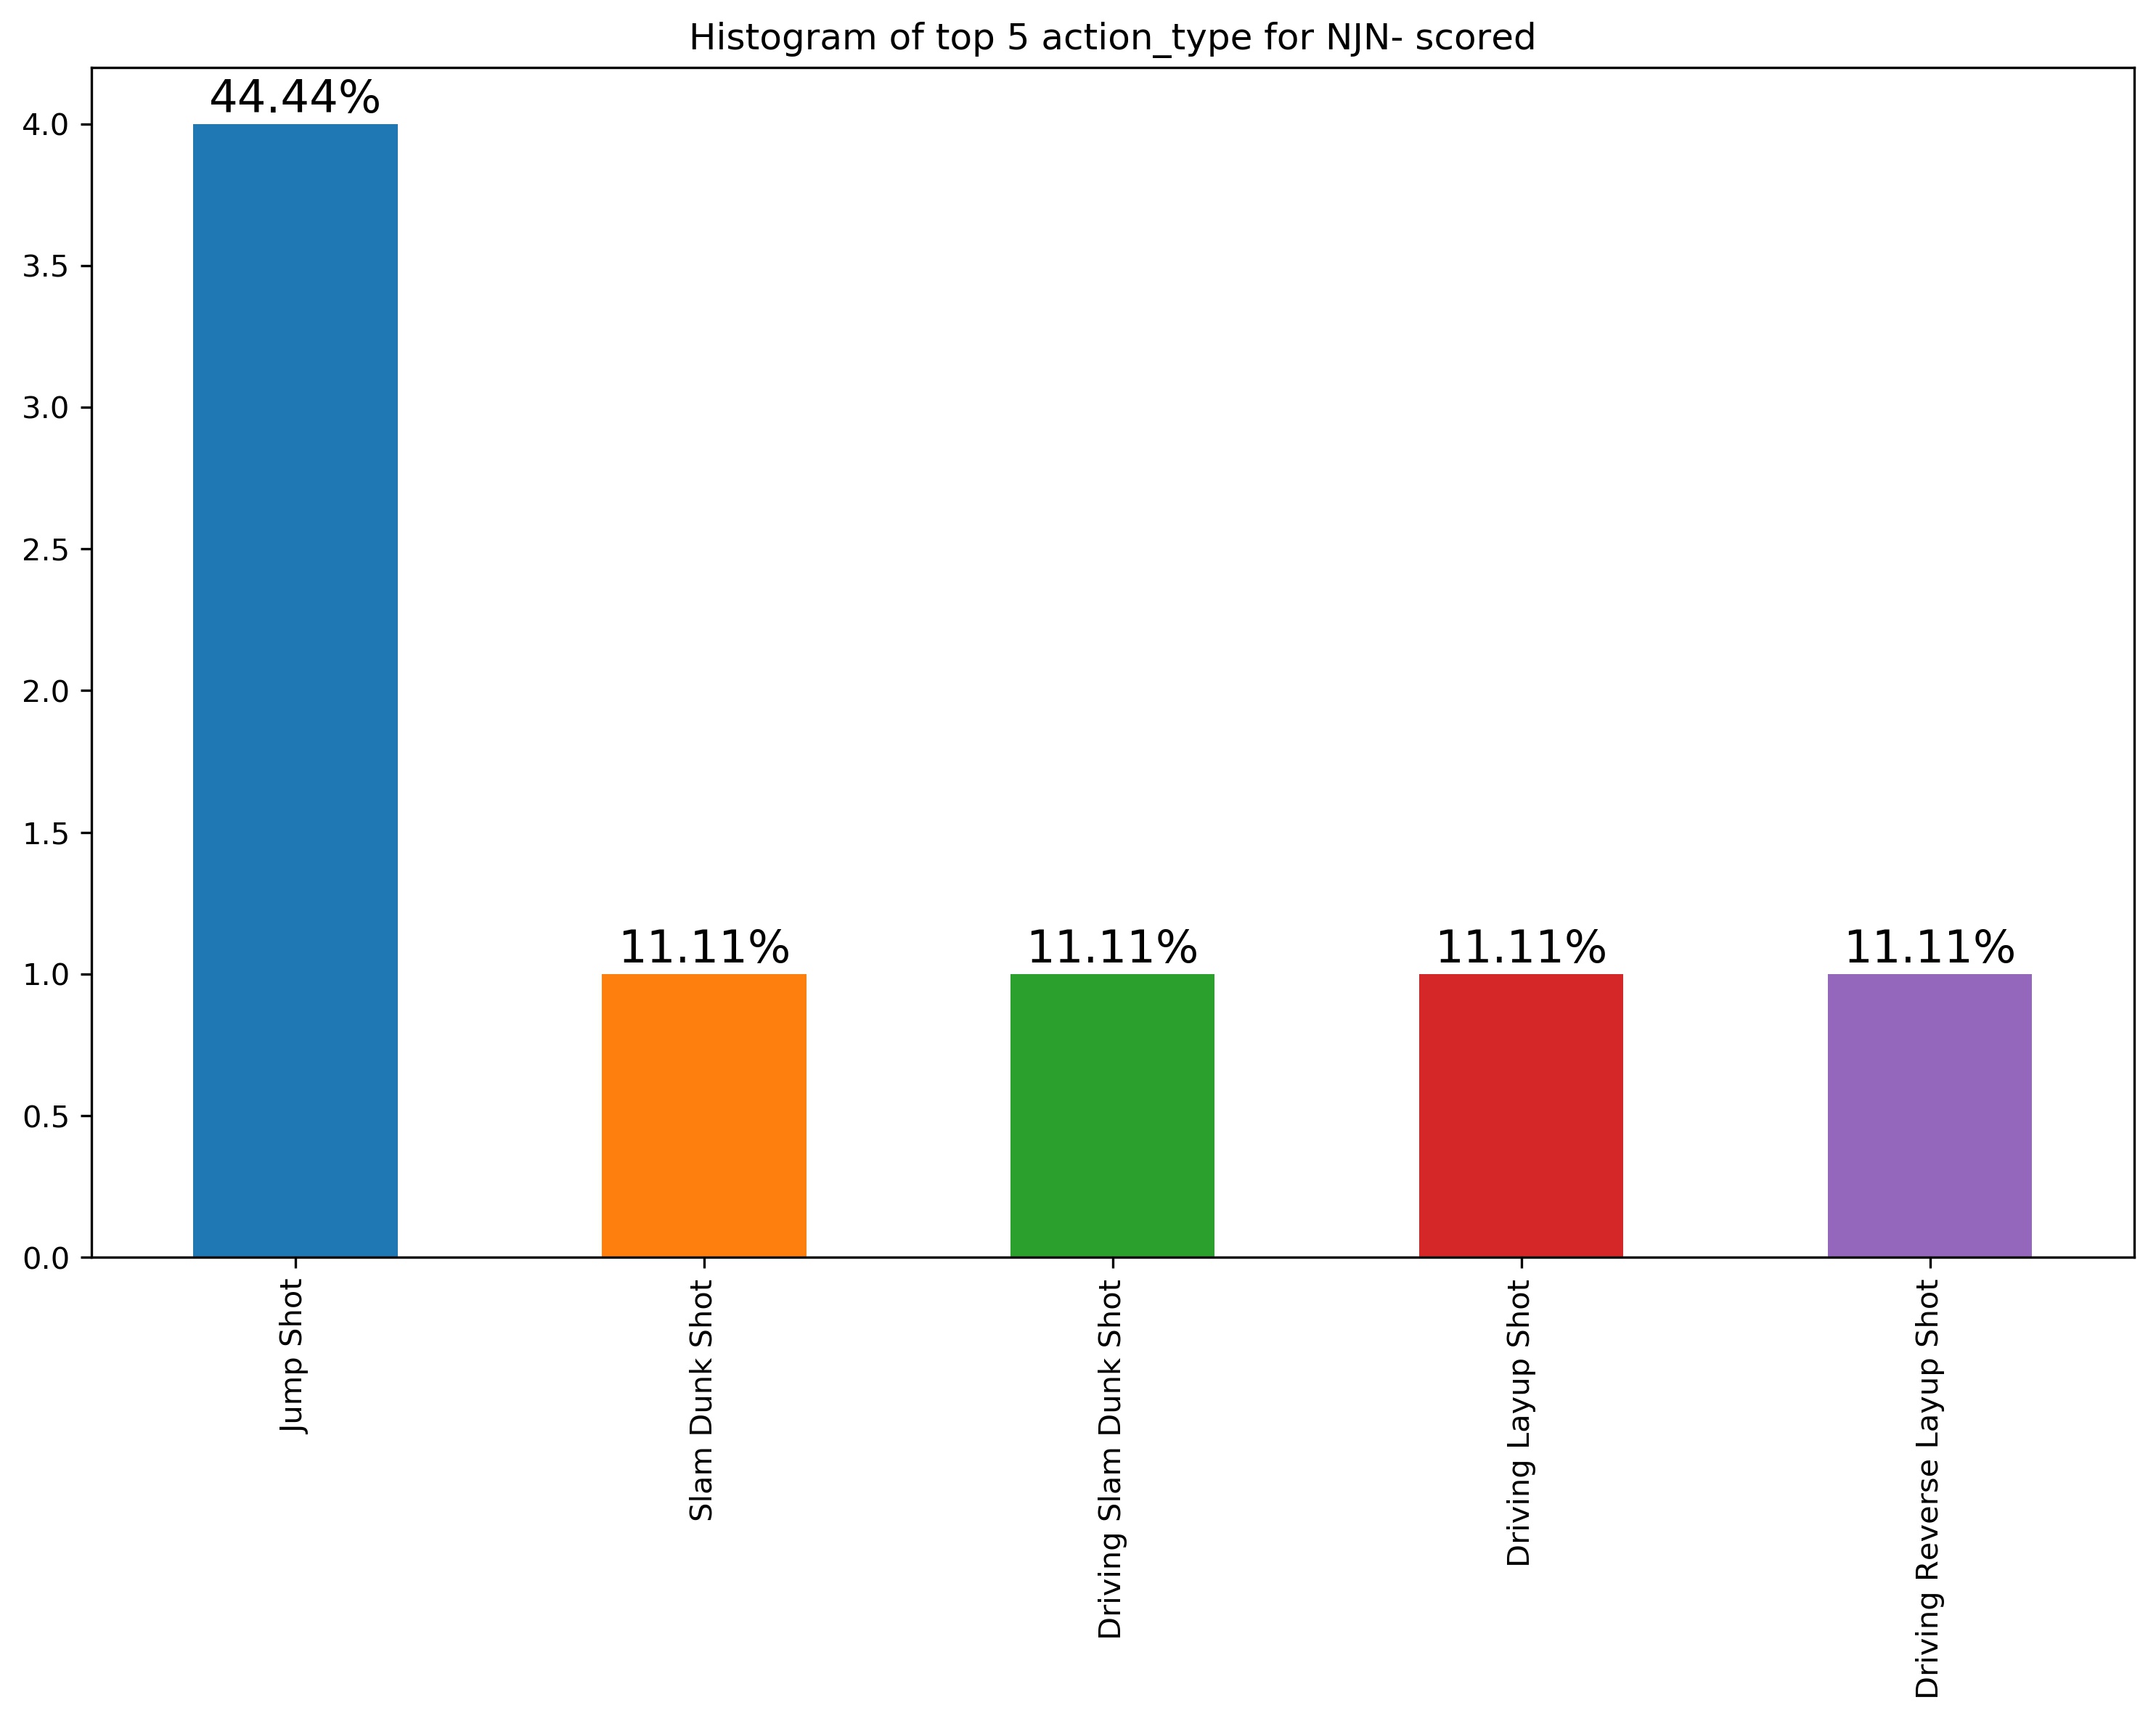 Histogram of top 5 action_type for NJN- scored
44.44%
11.11%
11.11%
11.11%
11.11%
4.0
3.5
3.0
2.5
2.0
1.5
1.0
0.5
0.0
Jump Shot
Slam Dunk Shot
Driving Slam Dunk Shot
Driving Layup Shot
Driving Reverse Layup Shot